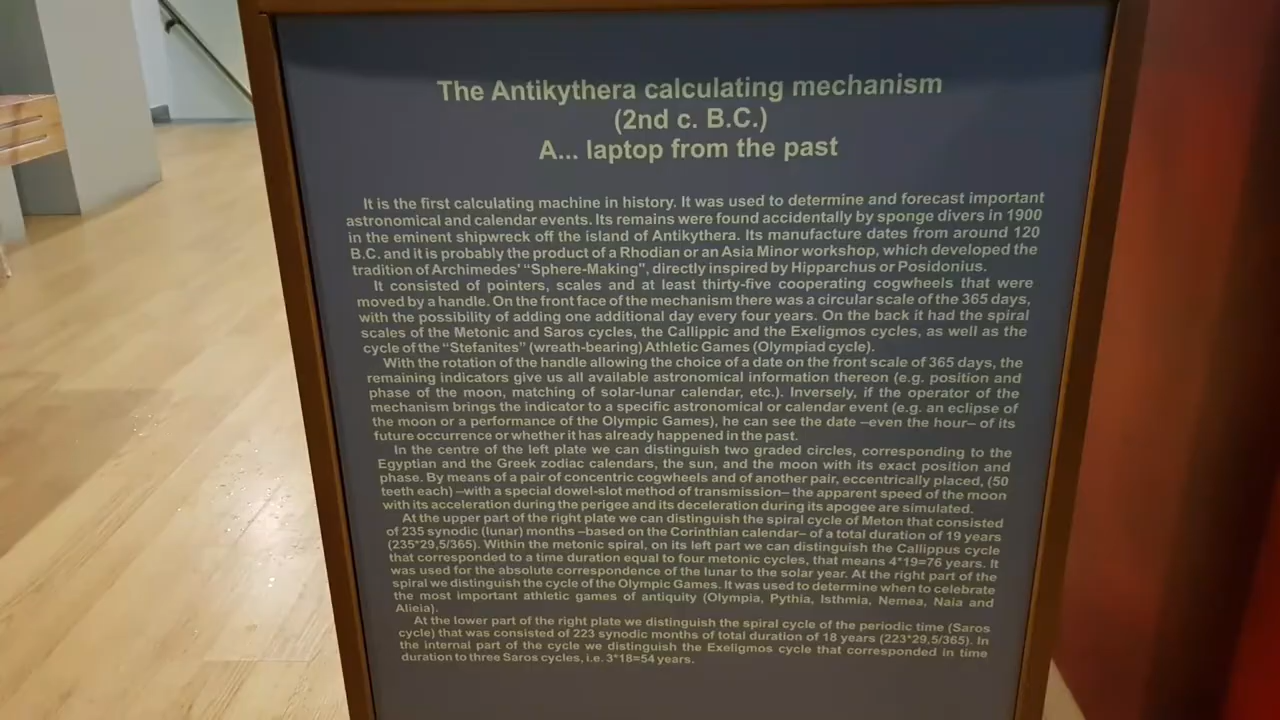 The Antikythera calculating mechanism
(2nd c. B.C.)
A... laptop from the past
It is the first calculating machine in history. It was used to determine and forecast important
astronomical and calendar events. Its remains were found accidentally by sponge divers in 1900
in the eminent shipwreck off the island of Antikythera. Its manufacture dates from around 120
B.C. and it is probably the product of a Rhodian or an Asia Minor workshop, which developed the
tradition of Archimedes' “Sphere-Making”, directly inspired by Hipparchus or Posidonius.
It consisted of pointers, scales and at least thirty-five cooperating cogwheels that were
moved by a handle. On the front face of the mechanism there was a circular scale of the 365 days,
with the possibility of adding one additional day every four years. On the back it had the spiral
scales of the Metonic and Saros cycles, the Callippic and the Exeligmos cycles, as well as the
cycle of the “Stefanites” (wreath-bearing) Athletic Games (Olympiad cycle).
With the rotation of the handle allowing the choice of a date on the front scale of 365 days, the
remaining indicators give us all available astronomical information thereon (e.g. position and
phase of the moon, matching of solar-lunar calendar, etc.). Inversely, if the operator of the
mechanism brings the indicator to a specific astronomical or calendar event (e.g. an eclipse of
the moon or a performance of the Olympic Games), he can see the date –even the hour– of its
future occurrence or whether it has already happened in the past.
In the centre of the left plate we can distinguish two graded circles, corresponding to the
Egyptian and the Greek zodiac calendars, the sun, and the moon with its exact position and
phase. By means of a pair of concentric cogwheels and of another pair, eccentrically placed, (50
teeth each) –with a special dowel-slot method of transmission– the apparent speed of the moon
with its acceleration during the perigee and its deceleration during its apogee are simulated.
At the upper part of the right plate we can distinguish the spiral cycle of Meton that consisted
of 235 synodic (lunar) months –based on the Corinthian calendar– of a total duration of 19 years
(235*29,5/365). Within the metonic spiral, on its left part we can distinguish the Callippus cycle
that corresponded to a time duration equal to four metonic cycles, that means 4*19=76 years. It
was used for the absolute correspondence of the lunar to the solar year. At the right part of the
spiral we distinguish the cycle of the Olympic Games. It was used to determine when to celebrate
the most important athletic games of antiquity (Olympia, Pythia, Isthmia, Nemea, Naia and
Alieia).
At the lower part of the right plate we distinguish the spiral cycle of the periodic time (Saros
cycle) that was consisted of 223 synodic months of total duration of 18 years (223*29,5/365). In
the internal part of the cycle we distinguish the Exeligmos cycle that corresponded in time
duration to three Saros cycles, i.e. 3*18=54 years.